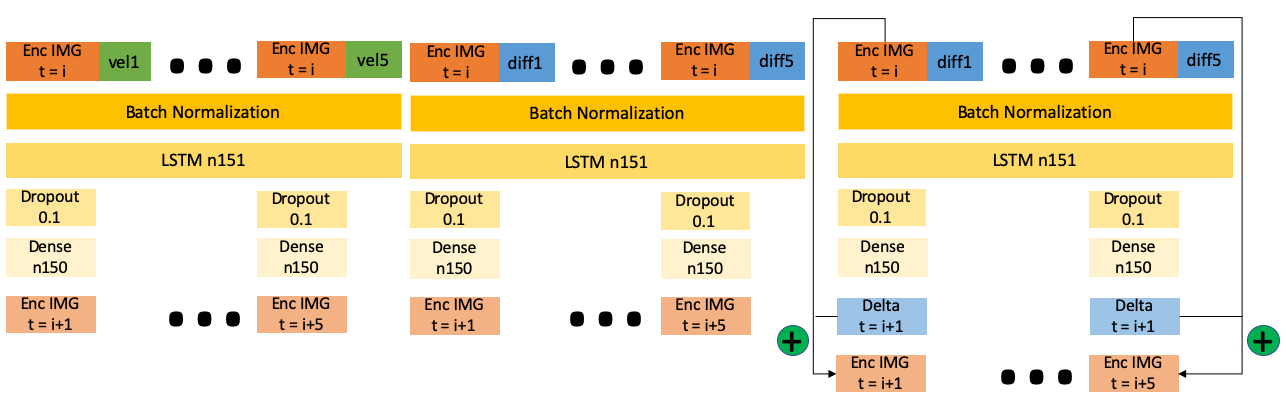 Enc IMG
t = i
vel1
Enc IMG
t = i
vel5
Batch Normalization
LSTM n151
Dropout
0.1
Dropout
0.1
Dense
n150
Dense
n150
Enc IMG
t = i+1
Enc IMG
t = i+5
Enc IMG
t = i
diff1
Enc IMG
t = i
diff5
Batch Normalization
LSTM n151
Dropout
0.1
Dropout
0.1
Dense
n150
Dense
n150
Enc IMG
t = i+1
Enc IMG
t = i+5
Enc IMG
t = i
diff1
Enc IMG
t = i
diff5
Batch Normalization
LSTM n151
Dropout
0.1
Dropout
0.1
Dense
n150
Dense
n150
Delta
t = i+1
Delta
t = i+1
+
+
Enc IMG
t = i+1
Enc IMG
t = i+5